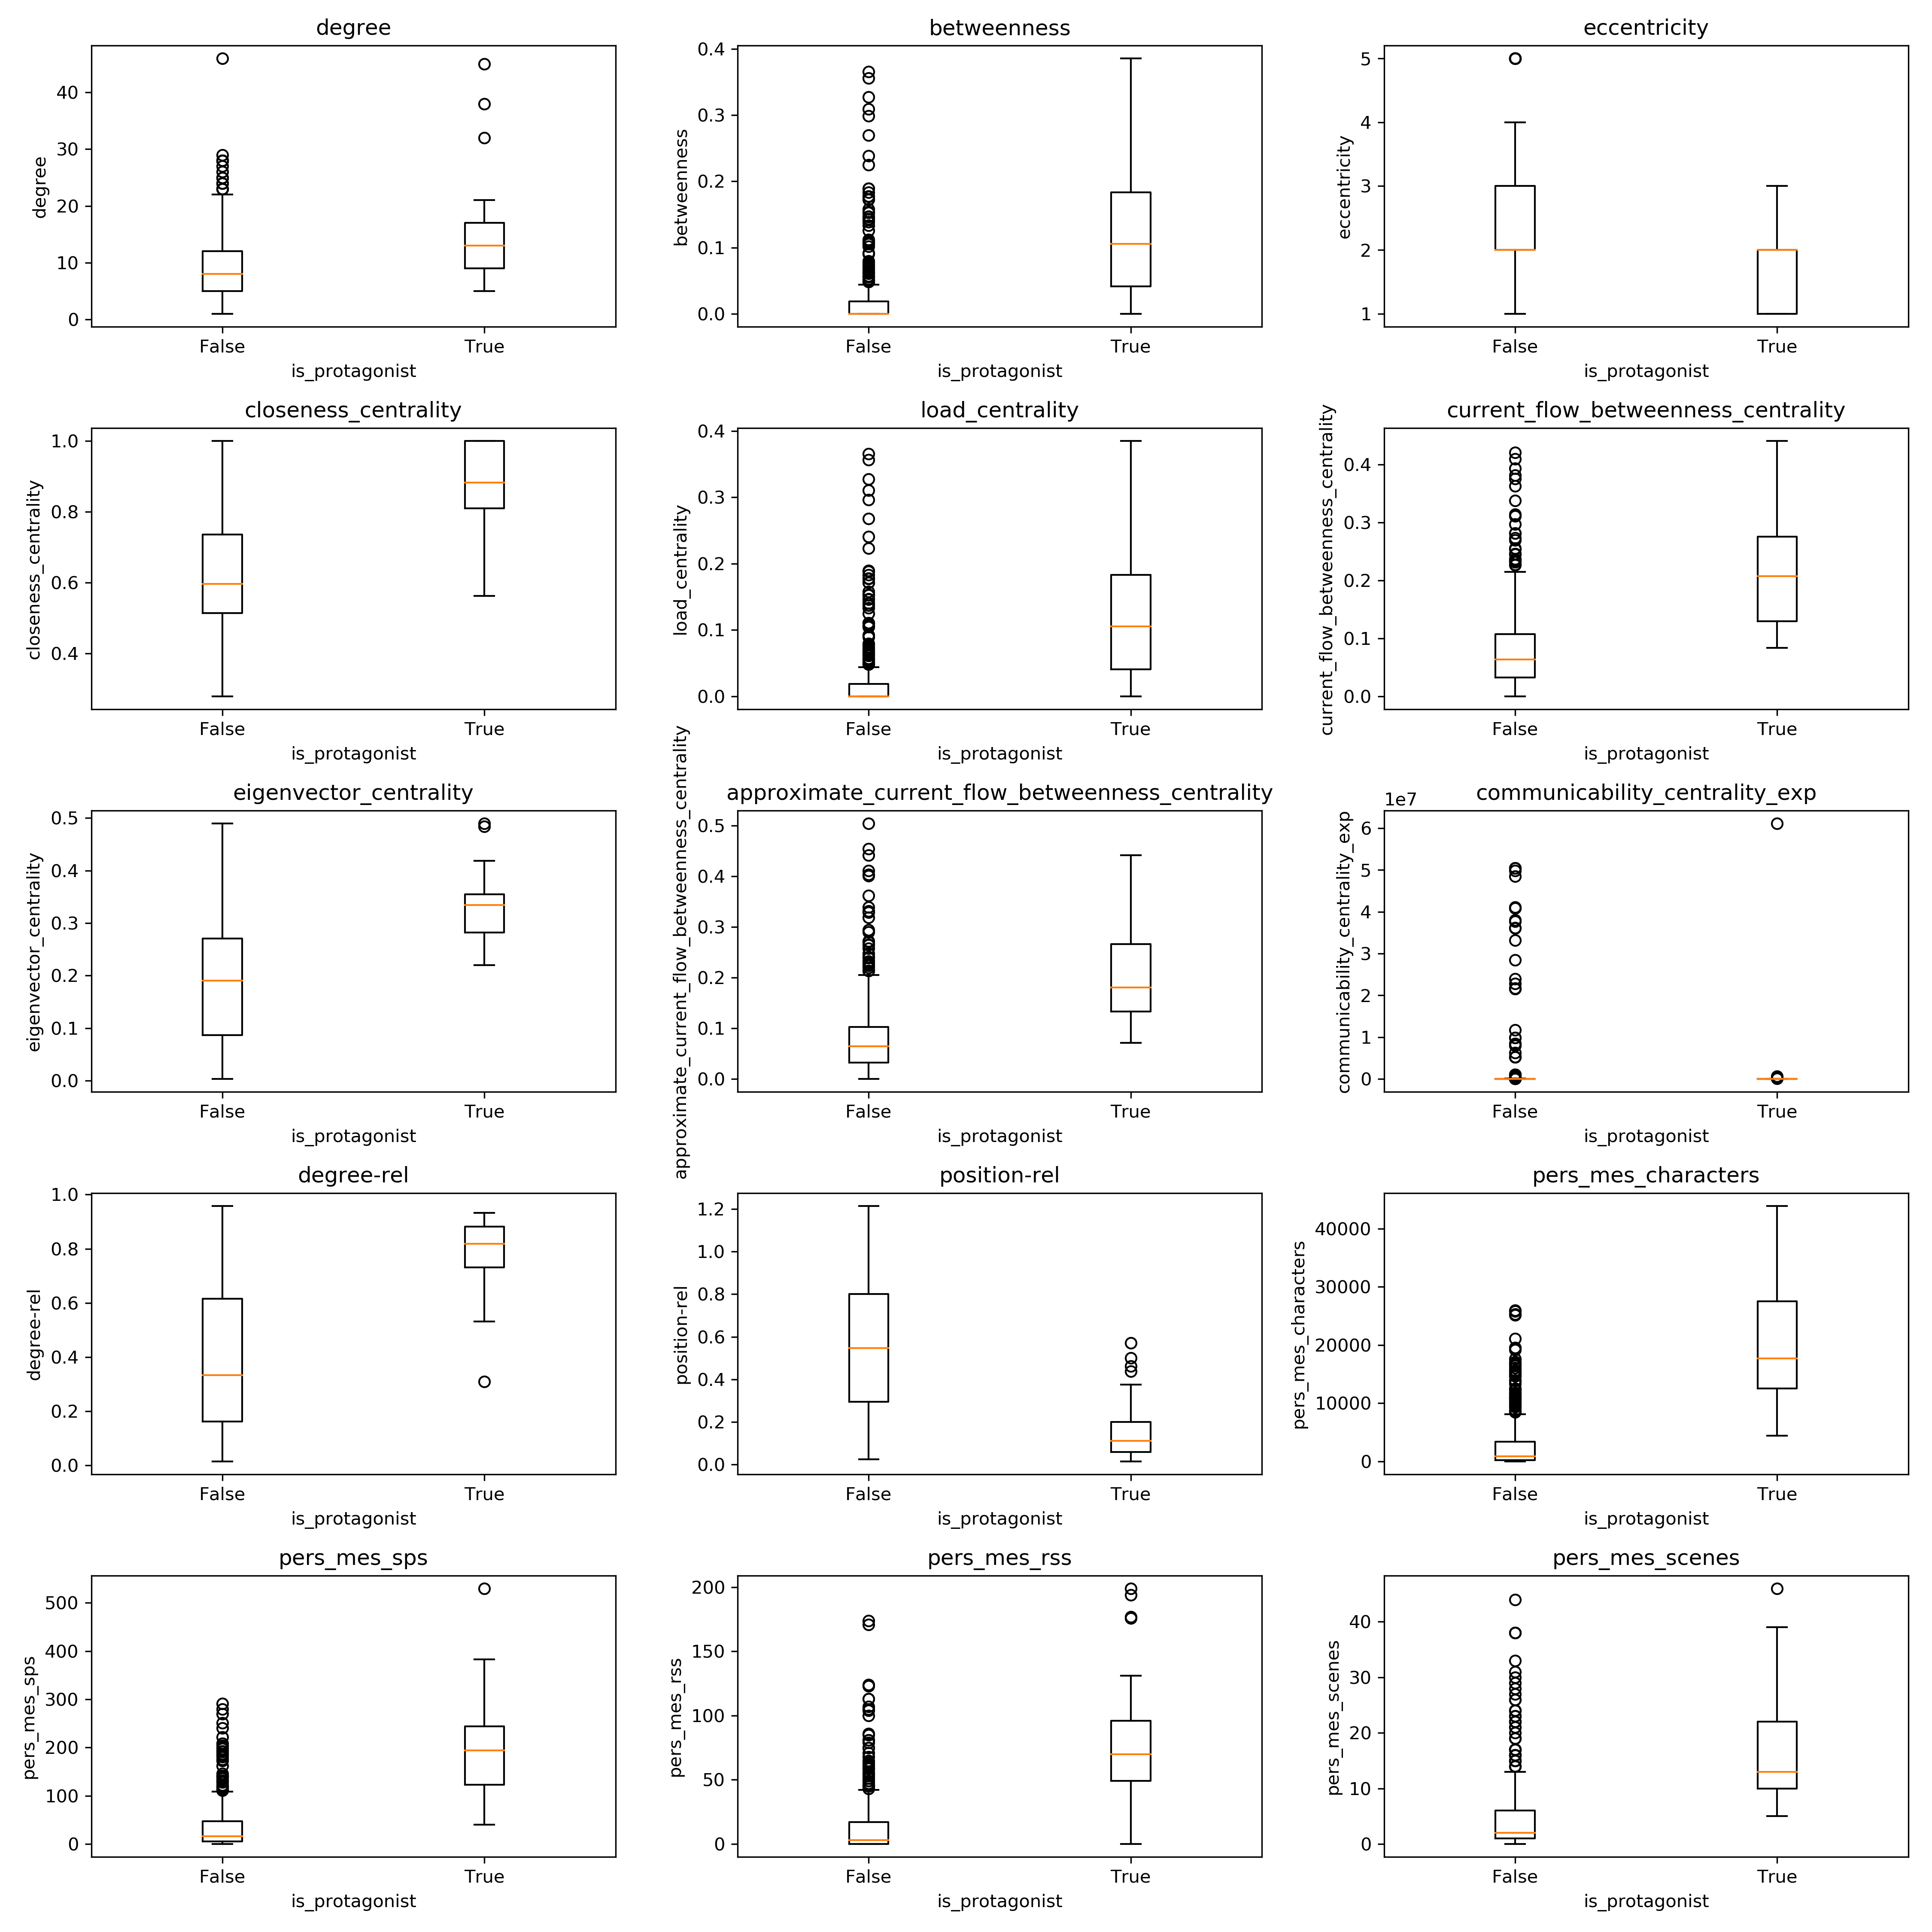 degree
degree
0
10
20
30
40
False
True
is_protagonist
betweenness
betweenness
0.0
0.1
0.2
0.3
0.4
False
True
is_protagonist
eccentricity
eccentricity
1
2
3
4
5
False
True
is_protagonist
closeness_centrality
closeness_centrality
0.4
0.6
0.8
1.0
False
True
is_protagonist
load_centrality
load_centrality
0.0
0.1
0.2
0.3
0.4
False
True
is_protagonist
current_flow_betweenness_centrality
current_flow_betweenness_centrality
0.0
0.1
0.2
0.3
0.4
False
True
is_protagonist
eigenvector_centrality
eigenvector_centrality
0.0
0.1
0.2
0.3
0.4
0.5
False
True
is_protagonist
approximate_current_flow_betweenness_centrality
approximate_current_flow_betweenness_centrality
0.0
0.1
0.2
0.3
0.4
0.5
False
True
is_protagonist
communicability_centrality_exp
communicability_centrality_exp
1e7
0
1
2
3
4
5
6
False
True
is_protagonist
degree-rel
degree-rel
0.0
0.2
0.4
0.6
0.8
1.0
False
True
is_protagonist
position-rel
position-rel
0.0
0.2
0.4
0.6
0.8
1.0
1.2
False
True
is_protagonist
pers_mes_characters
pers_mes_characters
0
10000
20000
30000
40000
False
True
is_protagonist
pers_mes_sps
pers_mes_sps
0
100
200
300
400
500
False
True
is_protagonist
pers_mes_rss
pers_mes_rss
0
50
100
150
200
False
True
is_protagonist
pers_mes_scenes
pers_mes_scenes
0
10
20
30
40
False
True
is_protagonist